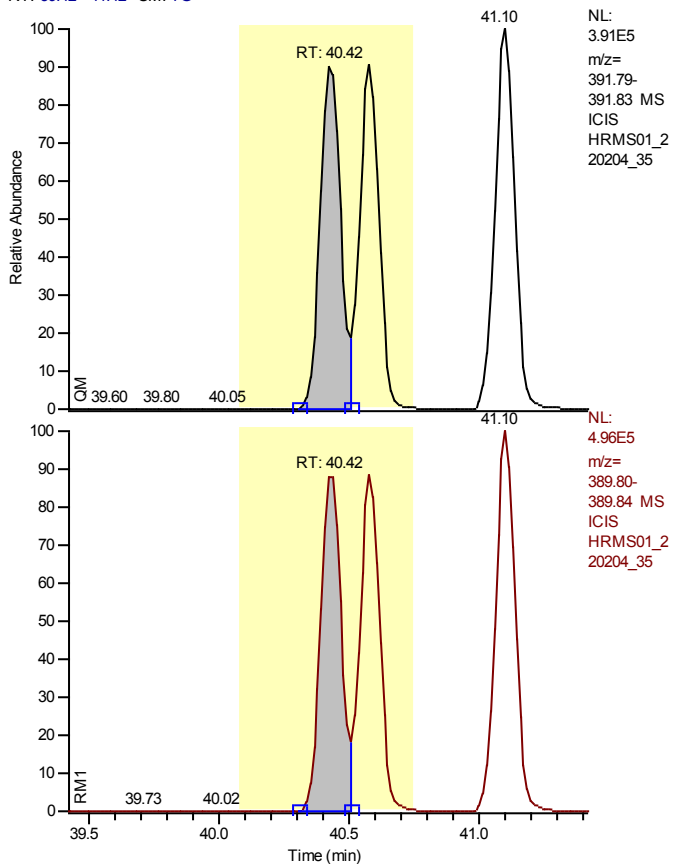 100
90
80
70
60
50
40
30
20
10
0
Relative Abundance
QM
39.60
39.80
40.05
RT: 40.42
41.10
NL:
3.91E5
m/z=
391.79-
391.83 MS
ICIS
HRMS01_2
20204_35
100
90
80
70
60
50
40
30
20
10
0
RM1
39.73
40.02
RT: 40.42
41.10
NL:
4.96E5
m/z=
389.80-
389.84 MS
ICIS
HRMS01_2
20204_35
39.5
40.0
40.5
41.0
Time (min)